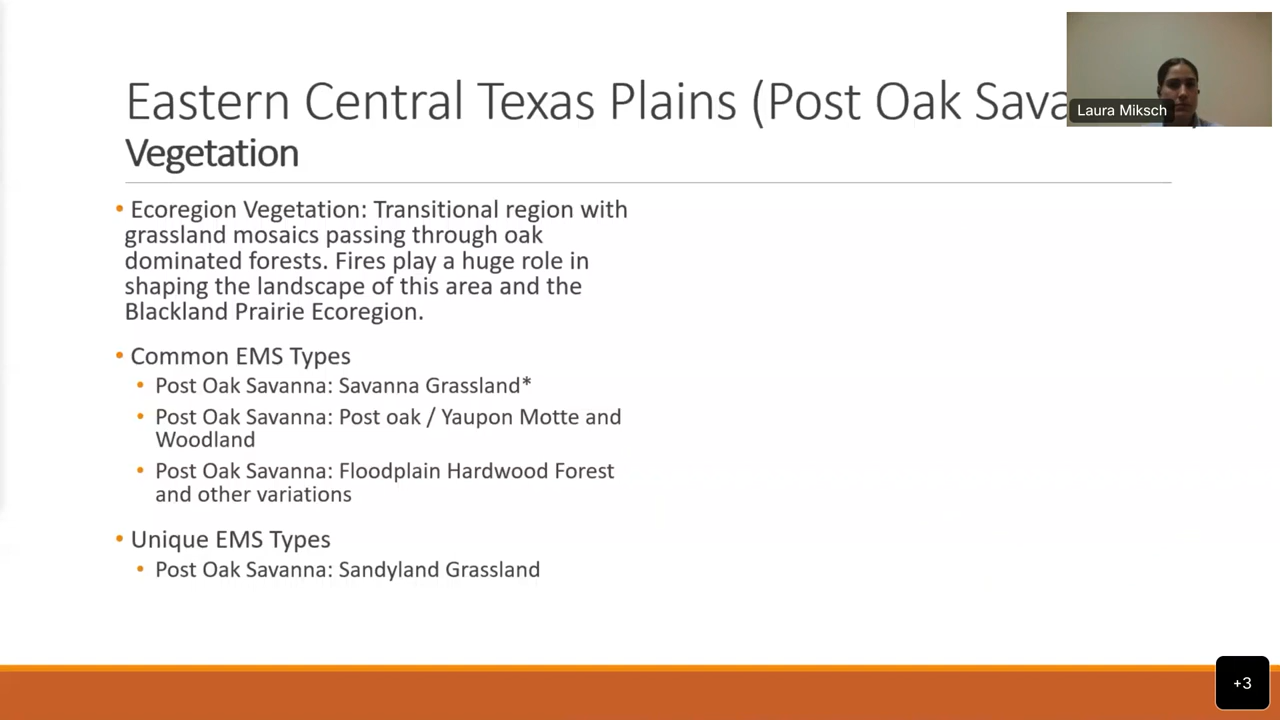 Eastern Central Texas Plains (Post Oak Sava
Laura Miksch
Vegetation
• Ecoregion Vegetation: Transitional region with
grassland mosaics passing through oak
dominated forests. Fires play a huge role in
shaping the landscape of this area and the
Blackland Prairie Ecoregion.
• Common EMS Types
• Post Oak Savanna: Savanna Grassland*
• Post Oak Savanna: Post oak / Yaupon Motte and
Woodland
• Post Oak Savanna: Floodplain Hardwood Forest
and other variations
• Unique EMS Types
• Post Oak Savanna: Sandyland Grassland
+3